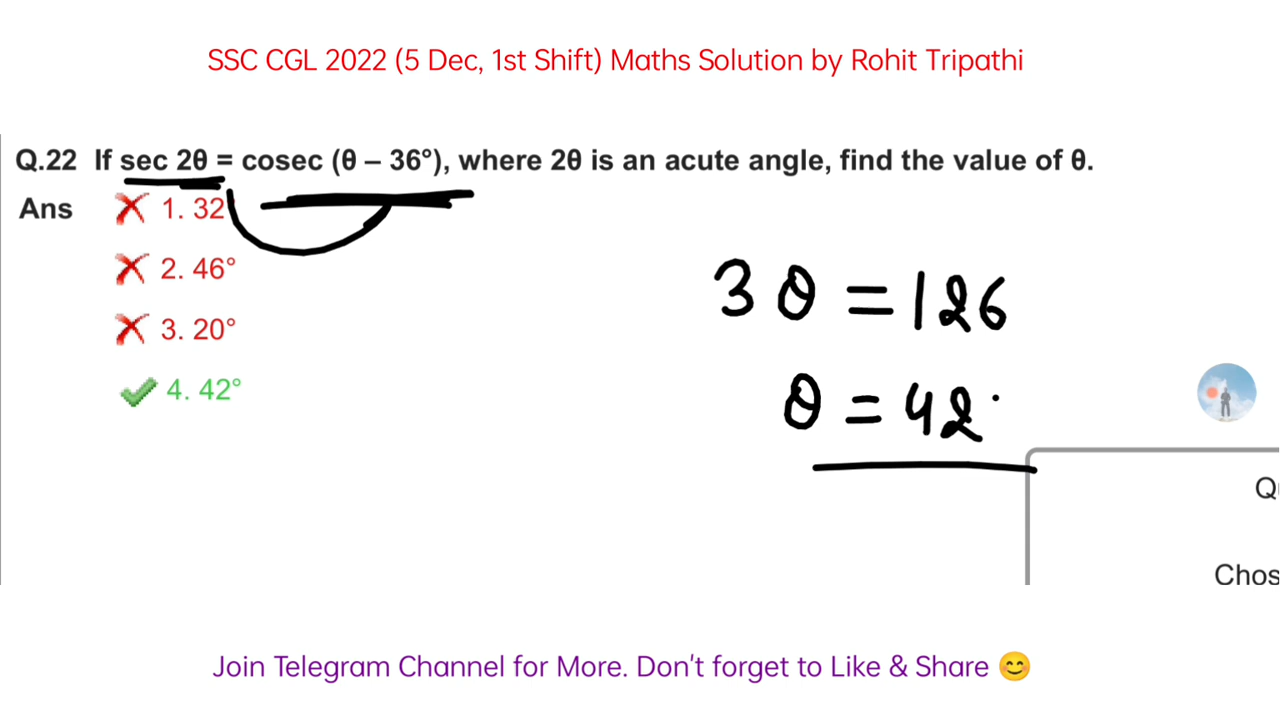 SSC CGL 2022 (5 Dec, 1st Shift) Maths Solution by Rohit Tripathi
Q.22 If sec 2θ = cosec (θ – 36°), where 2θ is an acute angle, find the value of θ.
Ans 1. 32
2. 46°
3. 20°
4. 42°
3θ = 126
θ = 42°
Chos
Join Telegram Channel for More. Don't forget to Like & Share 😊